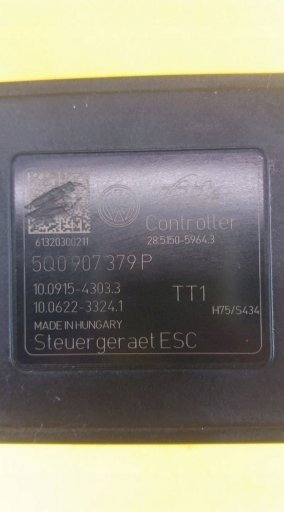 Controller
61320300211
28.5150-5964.3
5Q0 907 379 P
10.0915-4303.3
TT1
10.0622-3324.1
H75/S434
MADE IN HUNGARY
Steuergeraet ESC